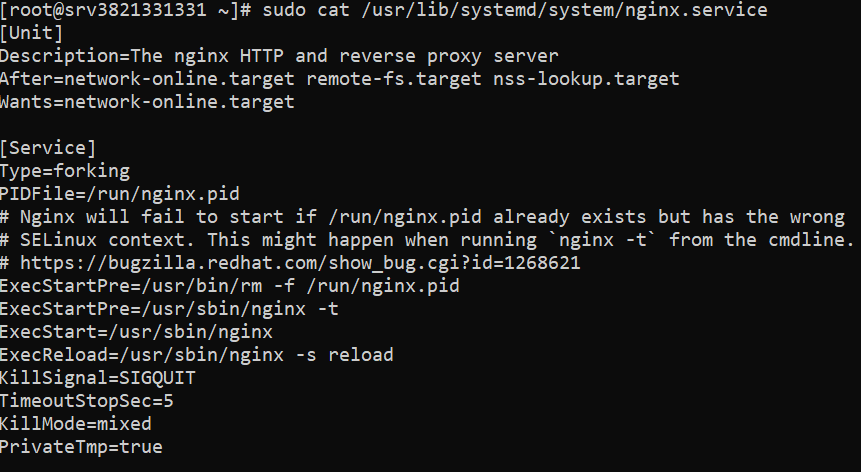 [root@srv3821331331 ~]# sudo cat /usr/lib/systemd/system/nginx.service
[Unit]
Description=The nginx HTTP and reverse proxy server
After=network-online.target remote-fs.target nss-lookup.target
Wants=network-online.target

[Service]
Type=forking
PIDFile=/run/nginx.pid
# Nginx will fail to start if /run/nginx.pid already exists but has the wrong
# SELinux context. This might happen when running `nginx -t` from the cmdline.
# https://bugzilla.redhat.com/show_bug.cgi?id=1268621
ExecStartPre=/usr/bin/rm -f /run/nginx.pid
ExecStartPre=/usr/sbin/nginx -t
ExecStart=/usr/sbin/nginx
ExecReload=/usr/sbin/nginx -s reload
KillSignal=SIGQUIT
TimeoutStopSec=5
KillMode=mixed
PrivateTmp=true